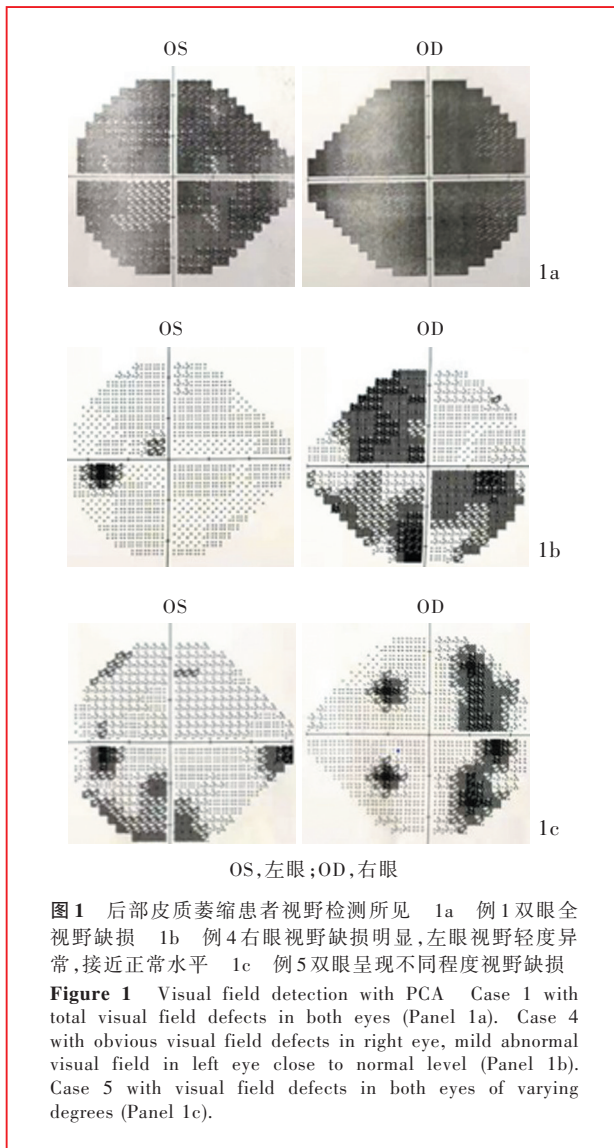 OS OD
1a
OS OD
1b
OS OD
1c
OS,左眼;OD,右眼
图1 后部皮质萎缩患者视野检测所见 1a 例1双眼全
视野缺损 1b 例4右眼视野缺损明显,左眼视野轻度异
常,接近正常水平 1c 例5双眼呈现不同程度视野缺损
Figure 1 Visual field detection with PCA Case 1 with
total visual field defects in both eyes (Panel 1a). Case 4
with obvious visual field defects in right eye, mild abnormal
visual field in left eye close to normal level (Panel 1b).
Case 5 with visual field defects in both eyes of varying
degrees (Panel 1c).